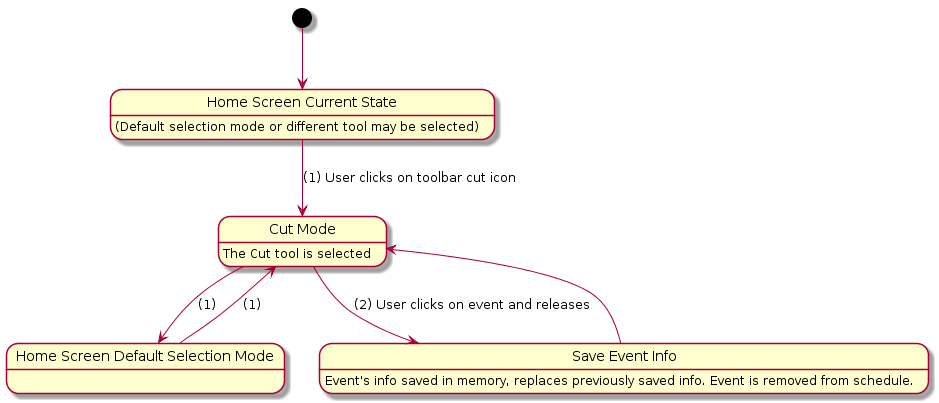 Home Screen Current State
(Default selection mode or different tool may be selected)
(1) User clicks on toolbar cut icon
Cut Mode
The Cut tool is selected
(1)
(1)
(2) User clicks on event and releases
Home Screen Default Selection Mode
Save Event Info
Event's info saved in memory, replaces previously saved info. Event is removed from schedule.